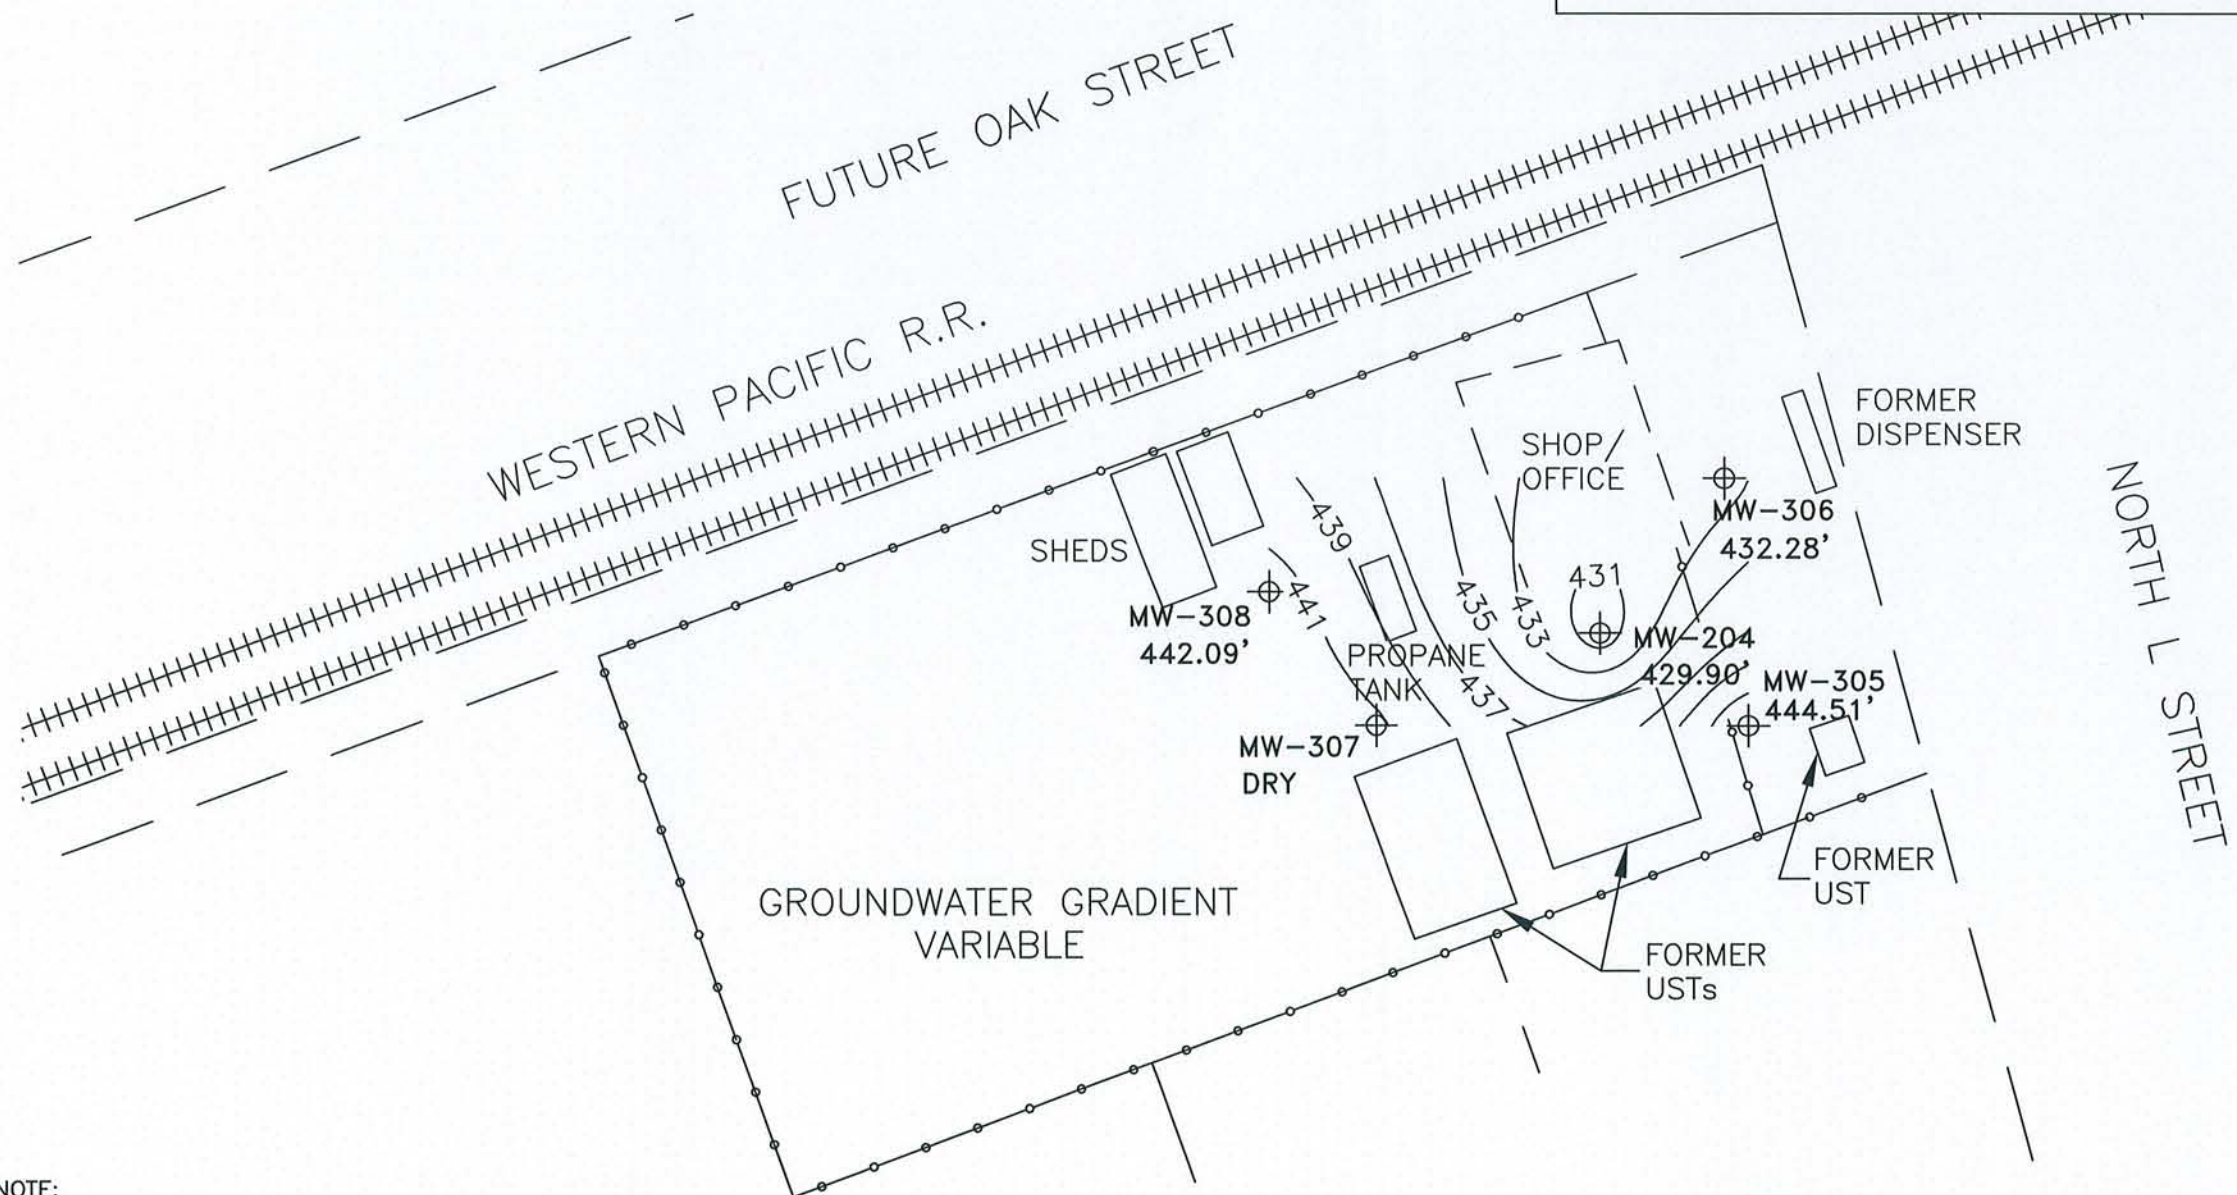 FUTURE OAK STREET
WESTERN PACIFIC R.R.
FORMER
DISPENSER
SHOP/
OFFICE
NORTH L STREET
MW-306
432.28'
439
SHEDS
431
441
435
433
MW-308
442.09'
MW-204
429.90'
PROPANE
TANK
437
MW-305
444.51'
MW-307
DRY
FORMER
UST
GROUNDWATER GRADIENT
VARIABLE
FORMER
USTs
NOTE: